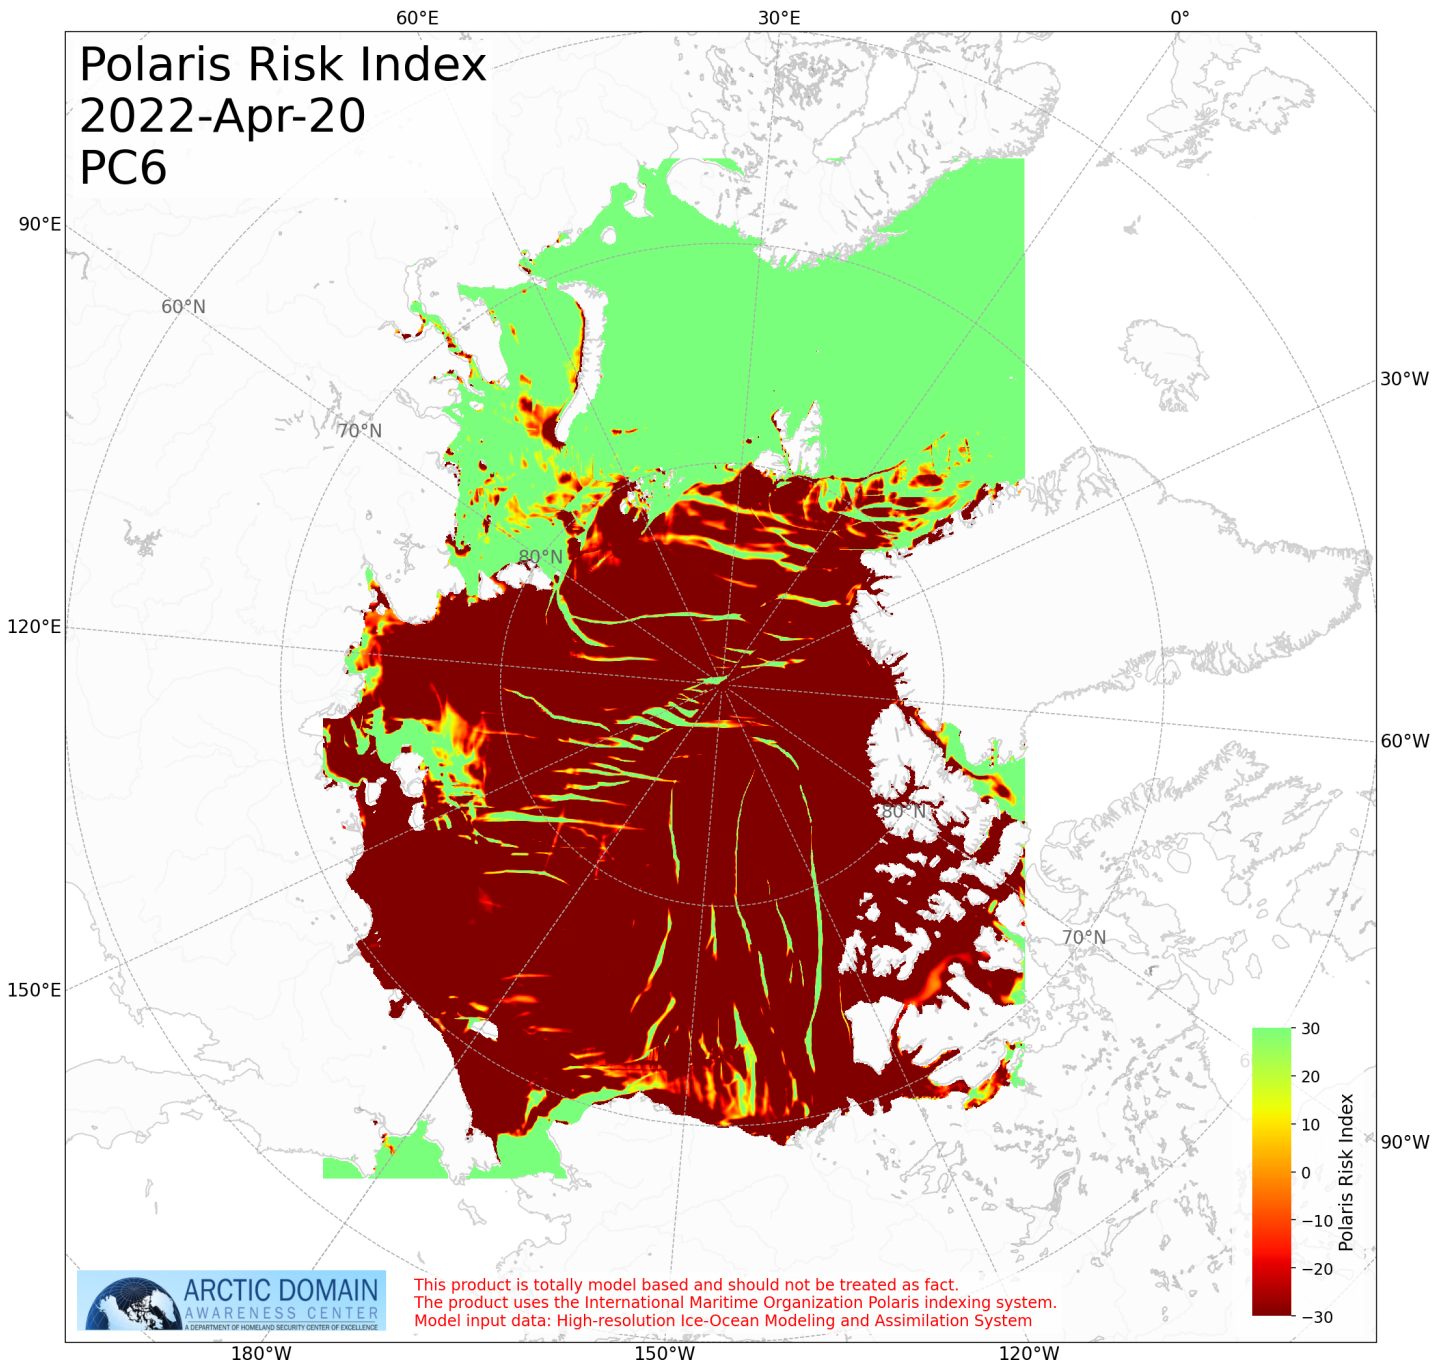 60°E
30°E
0°
Polaris Risk Index
2022-Apr-20
PC6
90°E
60°N
30°W
70°N
80°N
120°E
60°W
80°N
70°N
150°E
30
20
10
0
−10
−20
−30
Polaris Risk Index
90°W
ARCTIC DOMAIN
AWARENESS CENTER
A DEPARTMENT OF HOMELAND SECURITY CENTER OF EXCELLENCE
This product is totally model based and should not be treated as fact.
The product uses the International Maritime Organization Polaris indexing system.
Model input data: High-resolution Ice-Ocean Modeling and Assimilation System
180°W
150°W
120°W